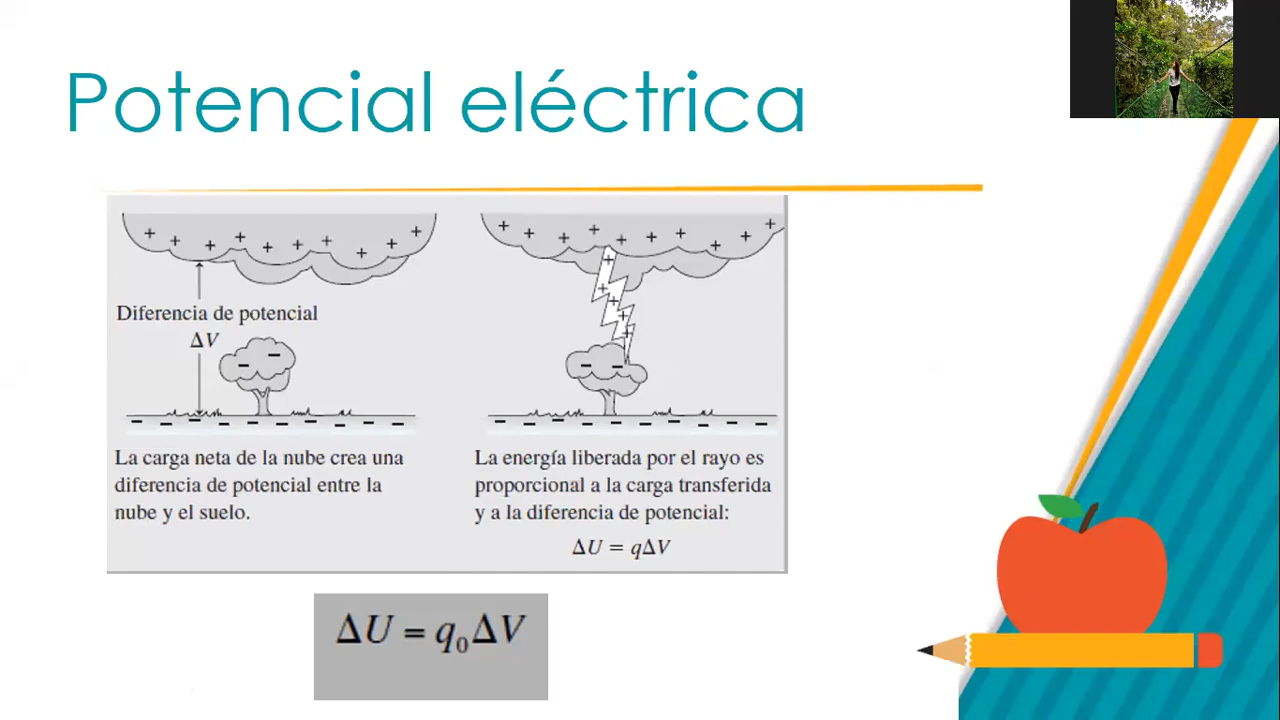 Potencial eléctrica
Diferencia de potencial
ΔV
La carga neta de la nube crea una
diferencia de potencial entre la
nube y el suelo.
La energía liberada por el rayo es
proporcional a la carga transferida
y a la diferencia de potencial:
ΔU = qΔV
ΔU = q₀ΔV